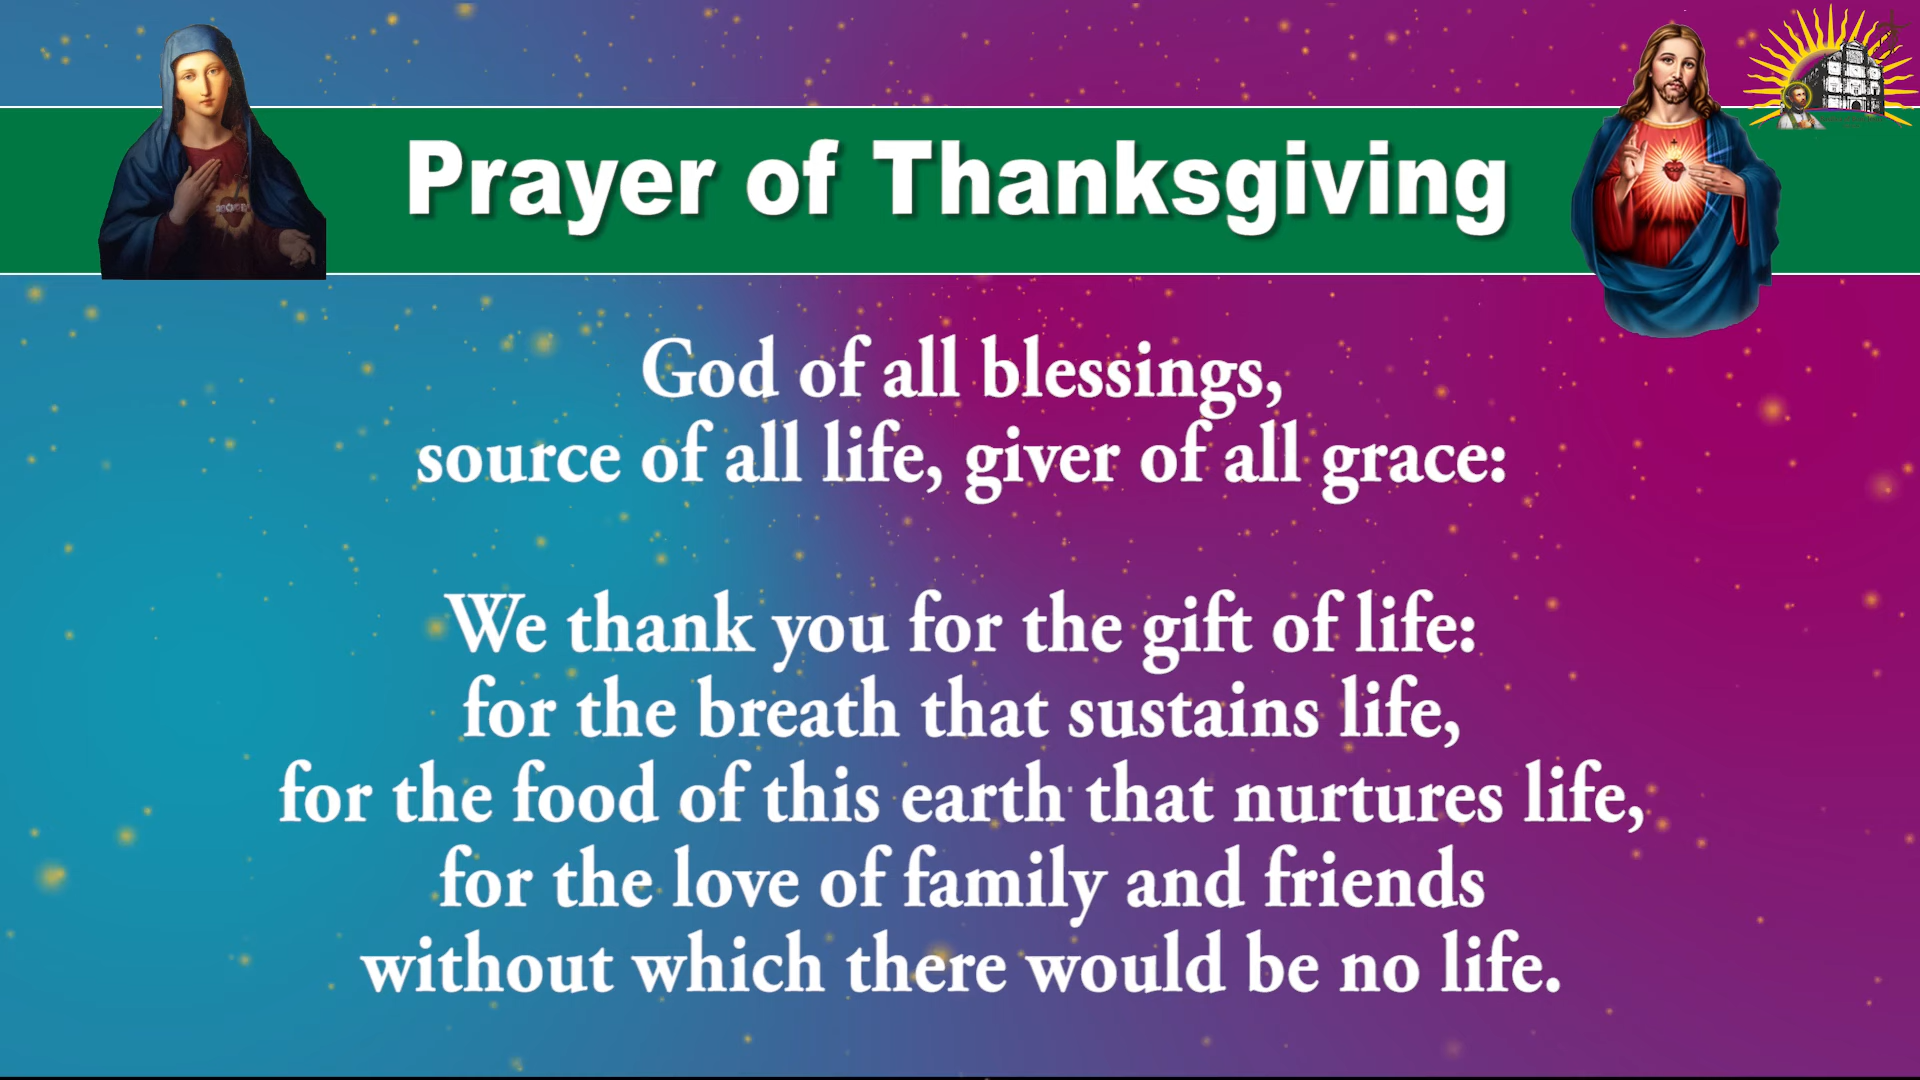 Prayer of Thanksgiving
God of all blessings,
source of all life, giver of all grace:
We thank you for the gift of life:
for the breath that sustains life,
for the food of this earth that nurtures life,
for the love of family and friends
without which there would be no life.